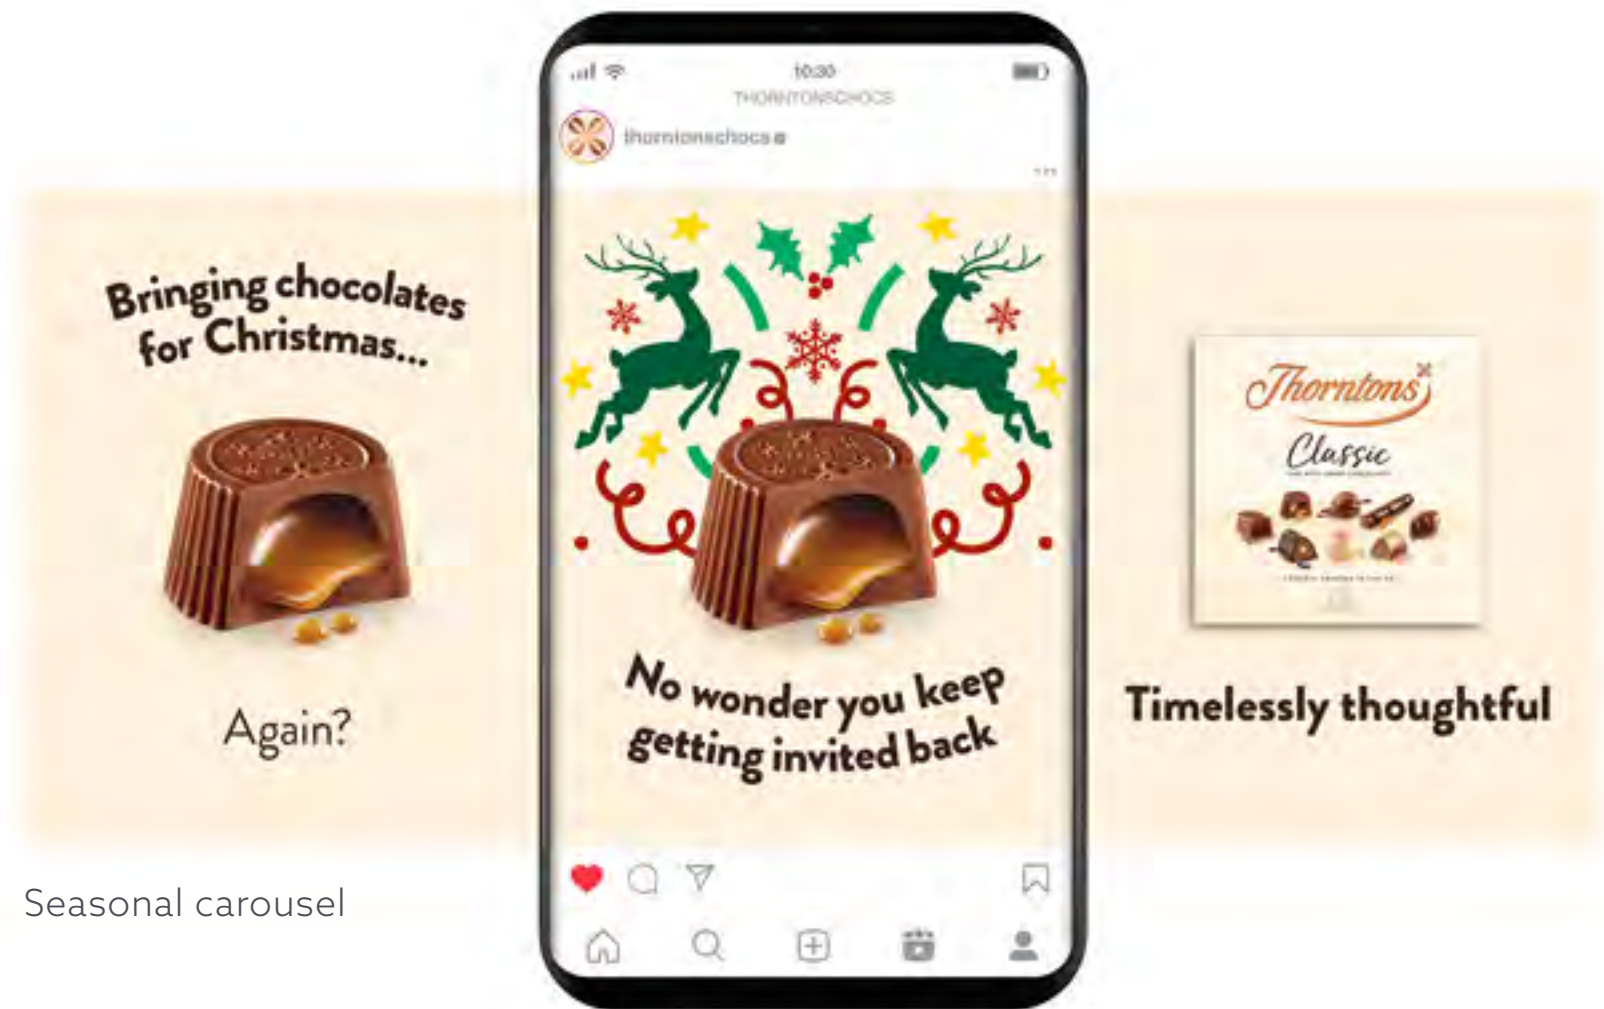 10:30
THORNTONSCHOCS
thorntonschocs
Bringing chocolates
for Christmas...
Again?
No wonder you keep
getting invited back
Thorntons
Classic
Timelessly thoughtful
Seasonal carousel